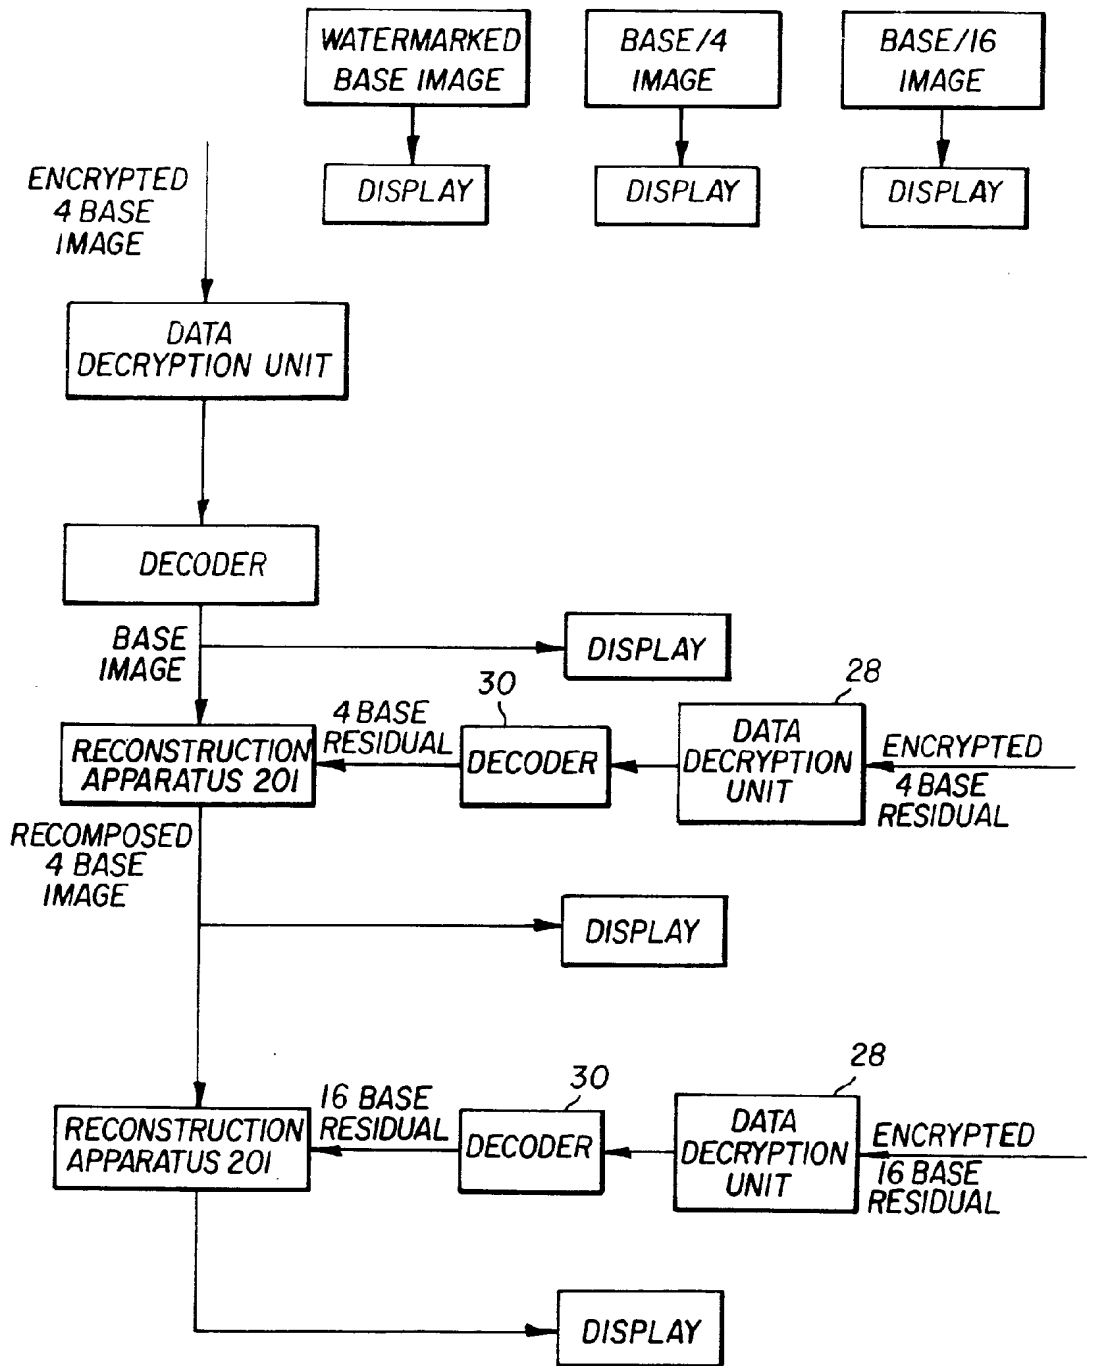 WATERMARKED
BASE IMAGE
BASE/4
IMAGE
BASE/16
IMAGE
DISPLAY
DISPLAY
DISPLAY
ENCRYPTED
4 BASE
IMAGE
DATA
DECRYPTION UNIT
DECODER
BASE
IMAGE
DISPLAY
RECONSTRUCTION
APPARATUS 201
4 BASE
RESIDUAL
30
DECODER
28
DATA
DECRYPTION
UNIT
ENCRYPTED
4 BASE
RESIDUAL
RECOMPOSED
4 BASE
IMAGE
DISPLAY
RECONSTRUCTION
APPARATUS 201
16 BASE
RESIDUAL
30
DECODER
28
DATA
DECRYPTION
UNIT
ENCRYPTED
16 BASE
RESIDUAL
DISPLAY